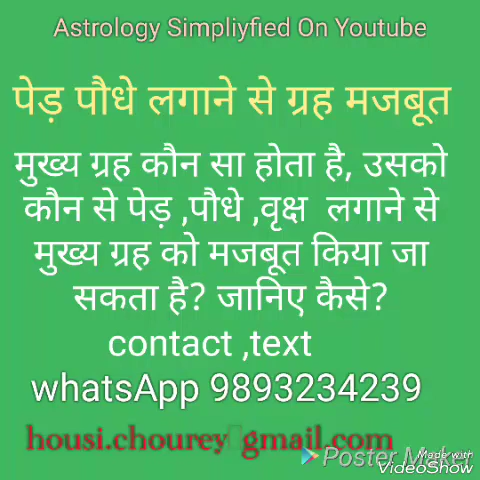 Astrology Simpliyfied On Youtube
पेड़ पौधे लगाने से ग्रह मजबूत
मुख्य ग्रह कौन सा होता है, उसको
कौन से पेड़ ,पौधे ,वृक्ष लगाने से
मुख्य ग्रह को मजबूत किया जा
सकता है? जानिए कैसे?
contact ,text
whatsApp 9893234239
housi.chourey gmail.com
Poster Maker
Made with
VideoShow